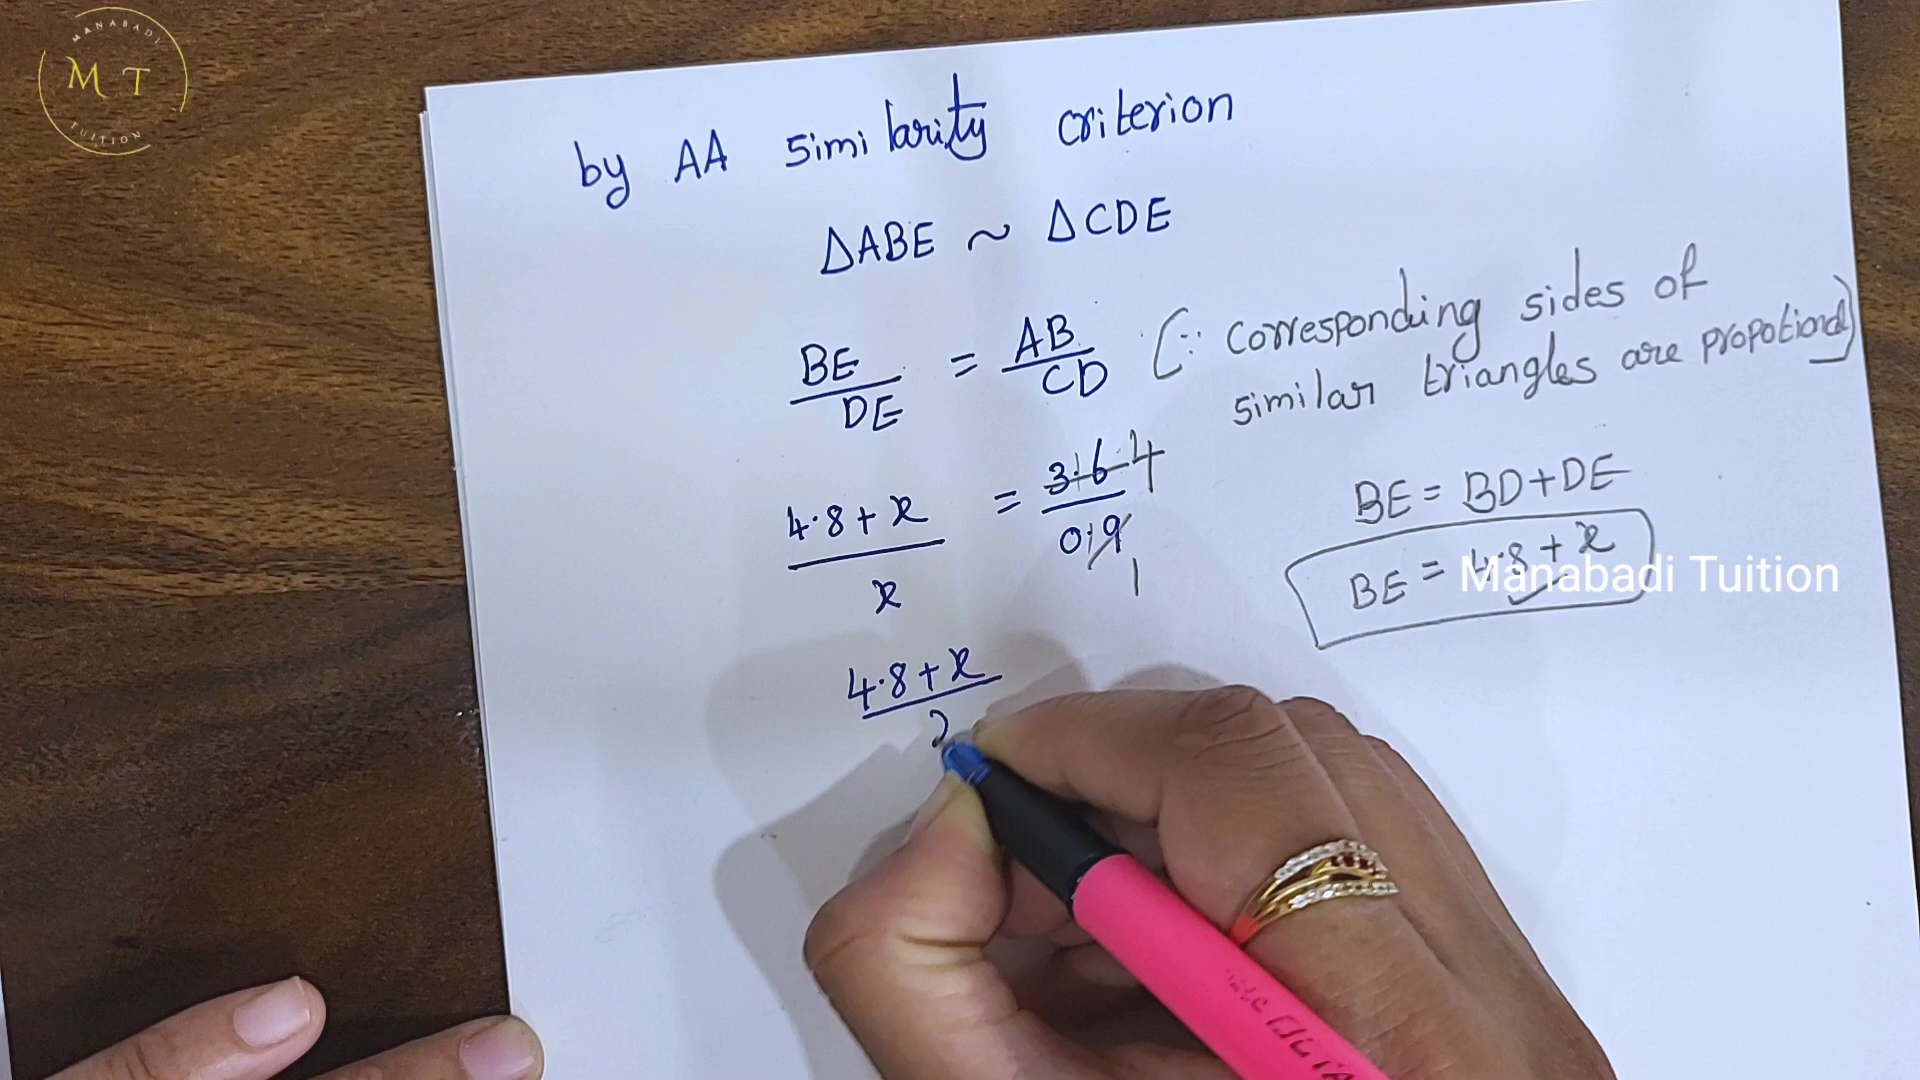 MANABADI
M T
TUITION
by AA similarity criterion
ΔABE ~ ΔCDE
BE/DE = AB/CD (∵ corresponding sides of
similar triangles are propotional)
4.8+x/x = 3.6 4/0.9 1
BE = BD+DE
BE = 4.8+x
Manabadi Tuition
4.8+x